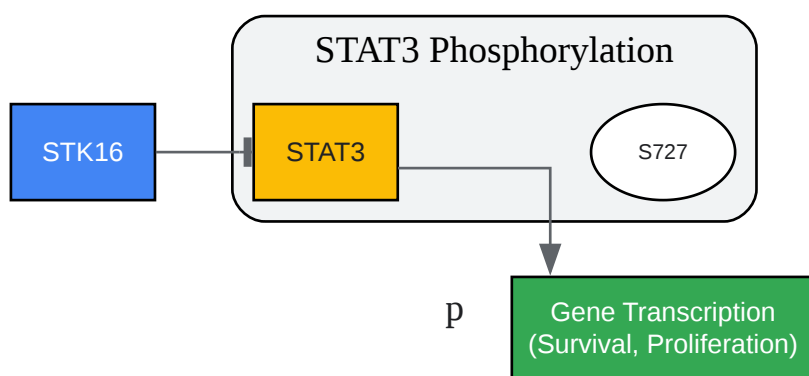 STAT3 Phosphorylation
STK16
STAT3
S727
p
Gene Transcription
(Survival, Proliferation)